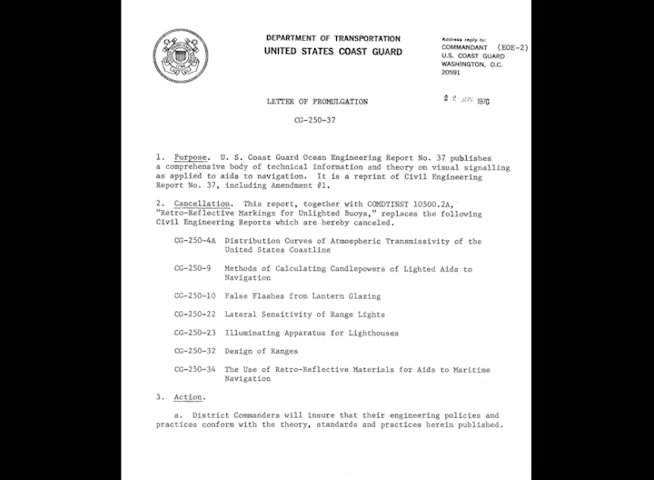 DEPARTMENT OF TRANSPORTATION
UNITED STATES COAST GUARD
Address reply to:
COMMANDANT (EOE-2)
U.S. COAST GUARD
WASHINGTON, D.C.
20591
1970
LETTER OF PROMULGATION
CG-250-37
1. Purpose. U. S. Coast Guard Ocean Engineering Report No. 37 publishes
a comprehensive body of technical information and theory on visual signalling
as applied to aids to navigation. It is a reprint of Civil Engineering
Report No. 37, including Amendment #1.
2. Cancellation. This report, together with COMDTINST 10500.2A,
"Retro-Reflective Markings for Unlighted Buoys," replaces the following
Civil Engineering Reports which are hereby canceled.
CG-250-4A Distribution Curves of Atmospheric Transmissivity of the
United States Coastline
CG-250-9 Methods of Calculating Candlepowers of Lighted Aids to
Navigation
CG-250-10 False Flashes from Lantern Glazing
CG-250-22 Lateral Sensitivity of Range Lights
CG-250-23 Illuminating Apparatus for Lighthouses
CG-250-32 Design of Ranges
CG-250-34 The Use of Retro-Reflective Materials for Aids to Maritime
Navigation
3. Action.
a. District Commanders will insure that their engineering policies and
practices conform with the theory, standards and practices herein published.